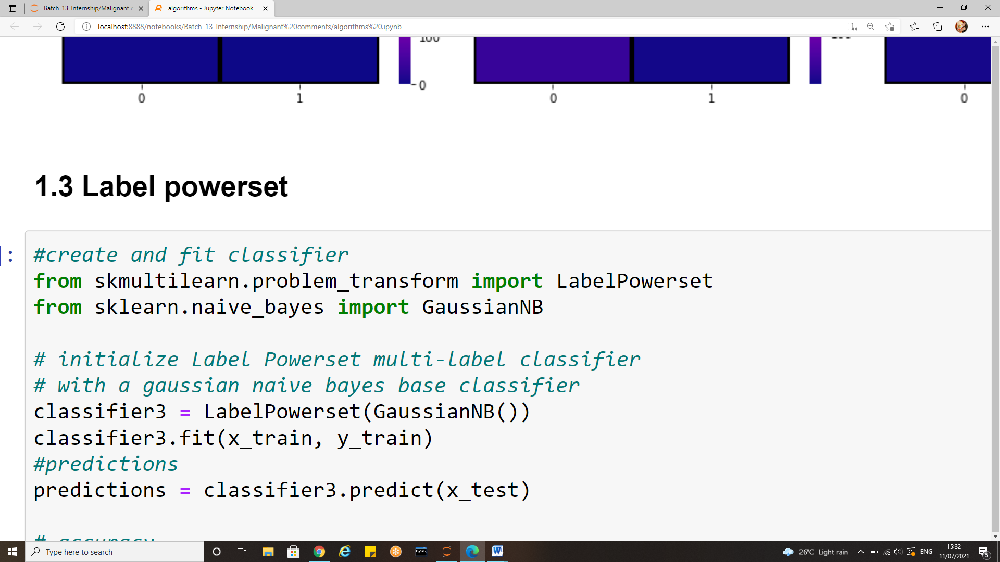 Batch_13_Internship/Malignant c
algorithms - Jupyter Notebook
localhost:8888/notebooks/Batch_13_Internship/Malignant%20comments/algorithms%20.ipynb
100
0
0 1 0 1 0
1.3 Label powerset
:
#create and fit classifier
from skmultilearn.problem_transform import LabelPowerset
from sklearn.naive_bayes import GaussianNB
# initialize Label Powerset multi-label classifier
# with a gaussian naive bayes base classifier
classifier3 = LabelPowerset(GaussianNB())
classifier3.fit(x_train, y_train)
#predictions
predictions = classifier3.predict(x_test)
# accuracy
Type here to search
MySQL
26°C Light rain
ENG
15:32
11/07/2021
5